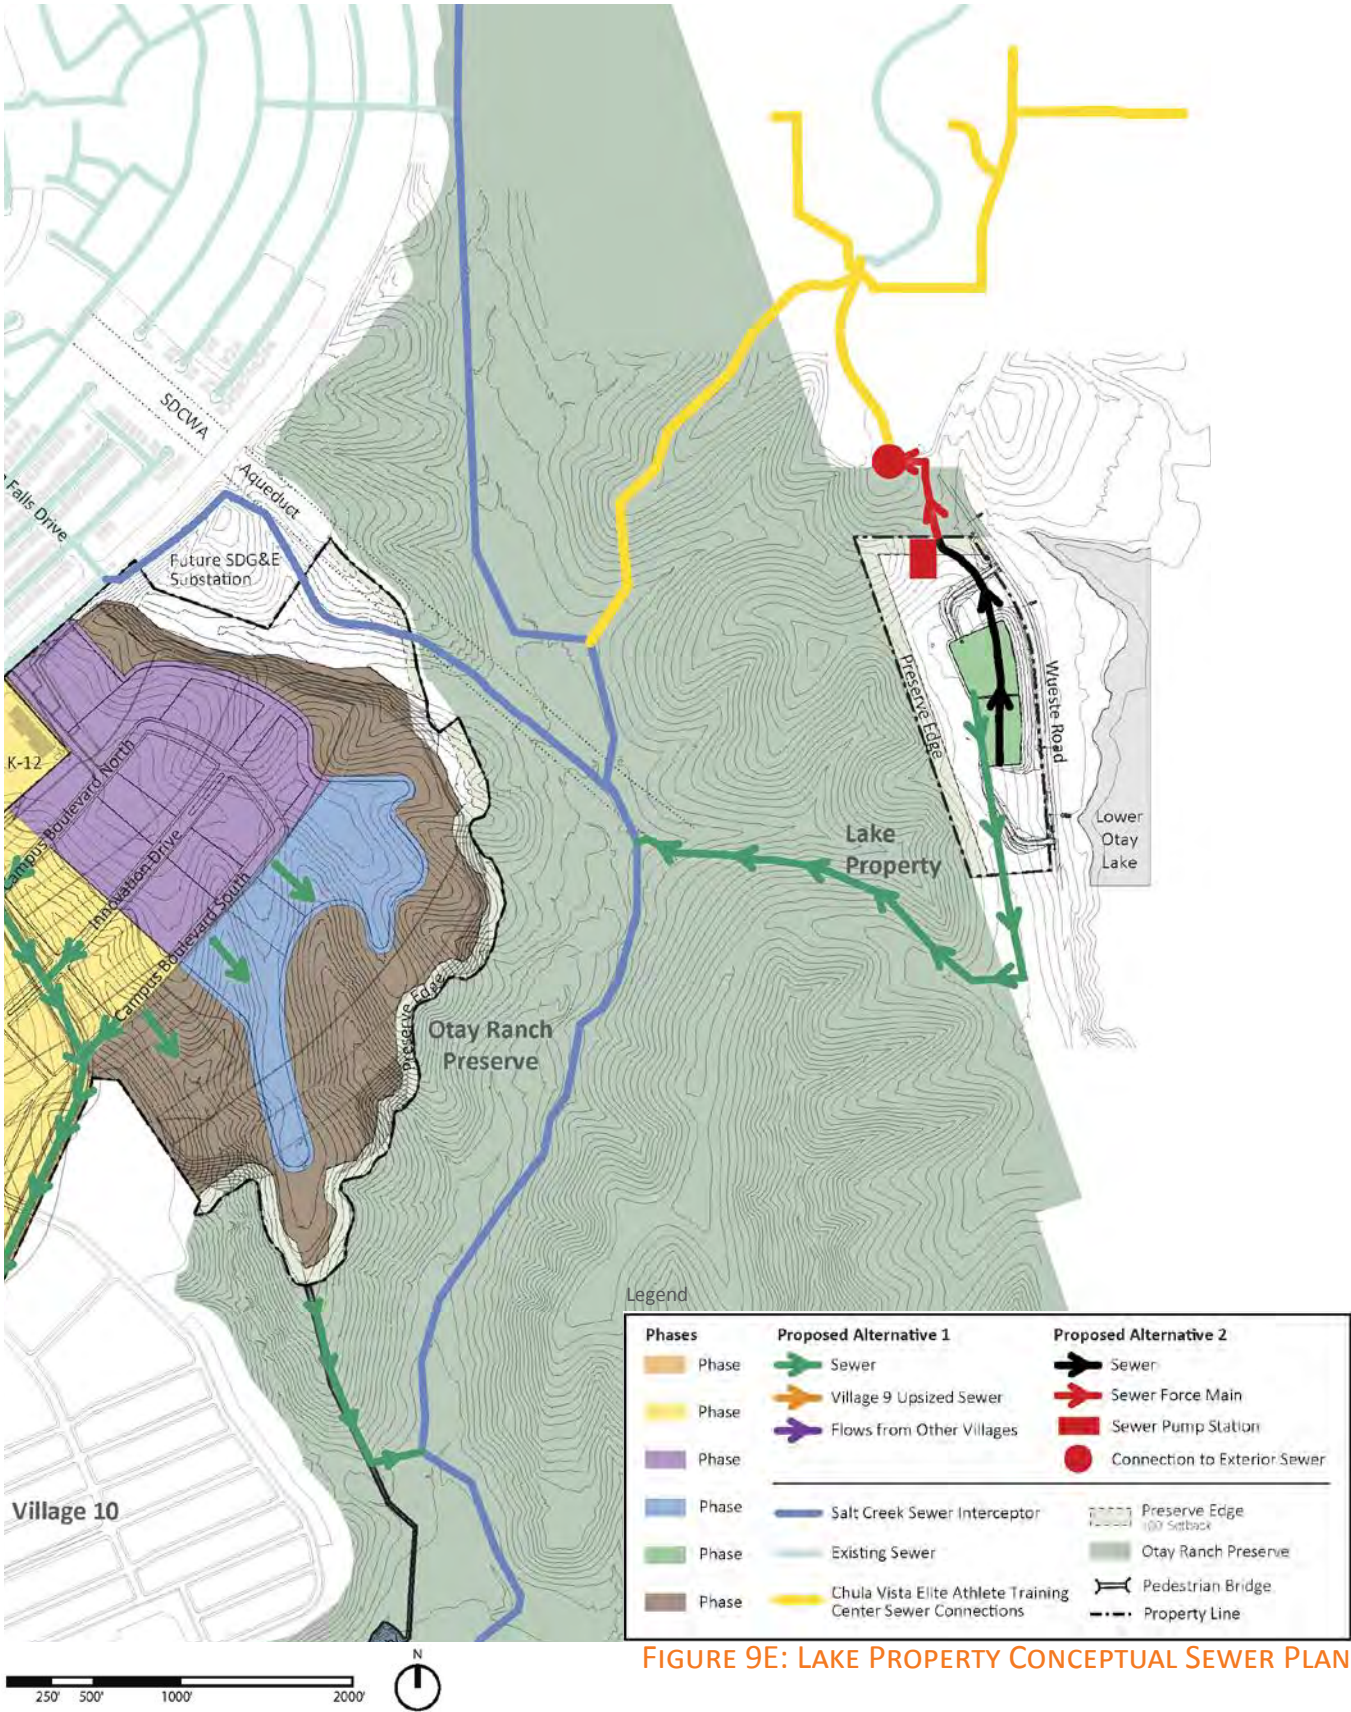 SDCWA
Aqueduct
Falls Drive
Future SDG&E
Substation
K-12
Campus Boulevard North
Innovation Drive
Campus Boulevard South
Preserve Edge
Otay Ranch
Preserve
Preserve Edge
Wueste Road
Lake
Property
Lower
Otay
Lake
Village 10
Legend
Phases
Phase
Phase
Phase
Phase
Phase
Phase
Proposed Alternative 1
Sewer
Village 9 Upsized Sewer
Flows from Other Villages
Proposed Alternative 2
Sewer
Sewer Force Main
Sewer Pump Station
Connection to Exterior Sewer
Salt Creek Sewer Interceptor
Existing Sewer
Chula Vista Elite Athlete Training
Center Sewer Connections
Preserve Edge
100' Setback
Otay Ranch Preserve
Pedestrian Bridge
Property Line
FIGURE 9E: LAKE PROPERTY CONCEPTUAL SEWER PLAN
250' 500' 1000' 2000'
N